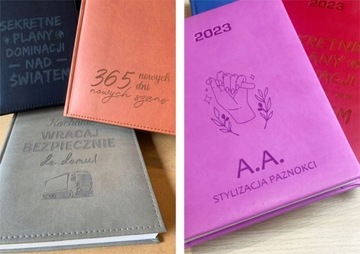 SEKRETNE
PLANY
DOMINACJI
NAD
ŚWIATEM
365 nowych
dni
nowych szans
Kochanie
WRACAJ
BEZPIECZNIE
do domu!
2023
A.A.
STYLIZACJA PAZNOKCI
2023
SEKRETNE
PLANY